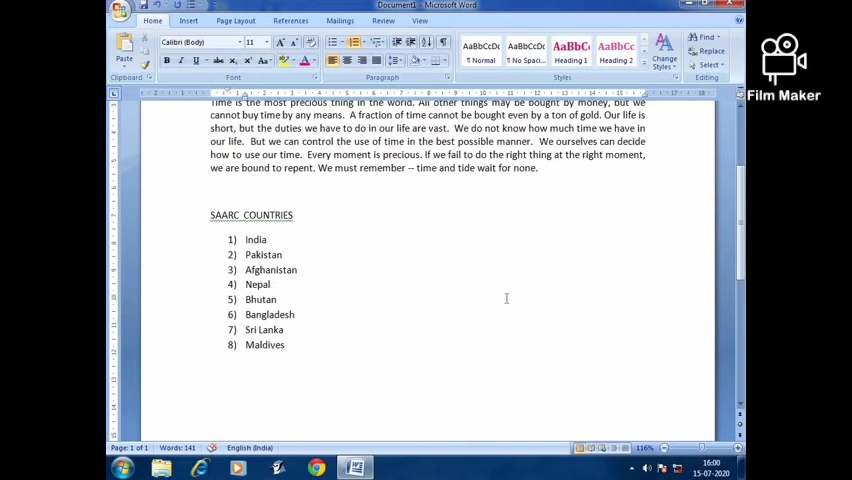 Document1 - Microsoft Word
Home Insert Page Layout References Mailings Review View
Calibri (Body) 11
AaBbCcDc AaBbCcDc AaBbC( AaBbCc
Paste ¶ Normal ¶ No Spaci... Heading 1 Heading 2 Change Styles
Find
Replace
Select
Clipboard Font Paragraph Styles Editing
Film Maker
Time is the most precious thing in the world. All other things may be bought by money, but we
cannot buy time by any means. A fraction of time cannot be bought even by a ton of gold. Our life is
short, but the duties we have to do in our life are vast. We do not know how much time we have in
our life. But we can control the use of time in the best possible manner. We ourselves can decide
how to use our time. Every moment is precious. If we fail to do the right thing at the right moment,
we are bound to repent. We must remember -- time and tide wait for none.
SAARC COUNTRIES
1) India
2) Pakistan
3) Afghanistan
4) Nepal
5) Bhutan
6) Bangladesh
7) Sri Lanka
8) Maldives
Page: 1 of 1 Words: 141 English (India) 116%
16:00
15-07-2020